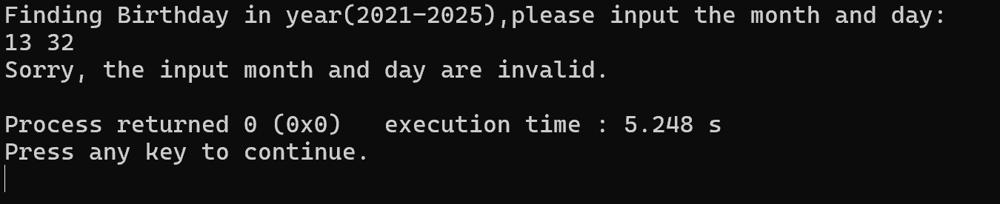 Finding Birthday in year(2021-2025),please input the month and day:
13 32
Sorry, the input month and day are invalid.
Process returned 0 (0x0)   execution time : 5.248 s
Press any key to continue.